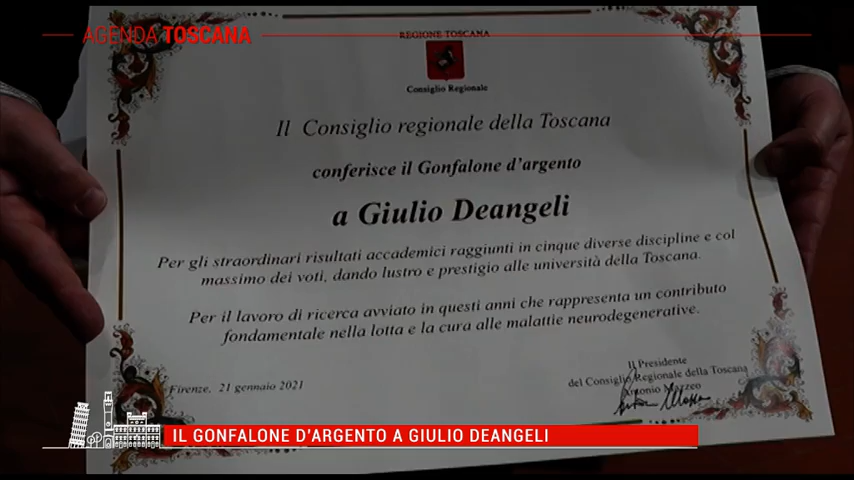 AGENDA TOSCANA
REGIONE TOSCANA
Consiglio Regionale
Il Consiglio regionale della Toscana
conferisce il Gonfalone d'argento
a Giulio Deangeli
Per gli straordinari risultati accademici raggiunti in cinque diverse discipline e col
massimo dei voti, dando lustro e prestigio alle università della Toscana.
Per il lavoro di ricerca avviato in questi anni che rappresenta un contributo
fondamentale nella lotta e la cura alle malattie neurodegenerative.
Firenze, 21 gennaio 2021
Il Presidente
del Consiglio Regionale della Toscana
Antonio Mazzeo
IL GONFALONE D'ARGENTO A GIULIO DEANGELI